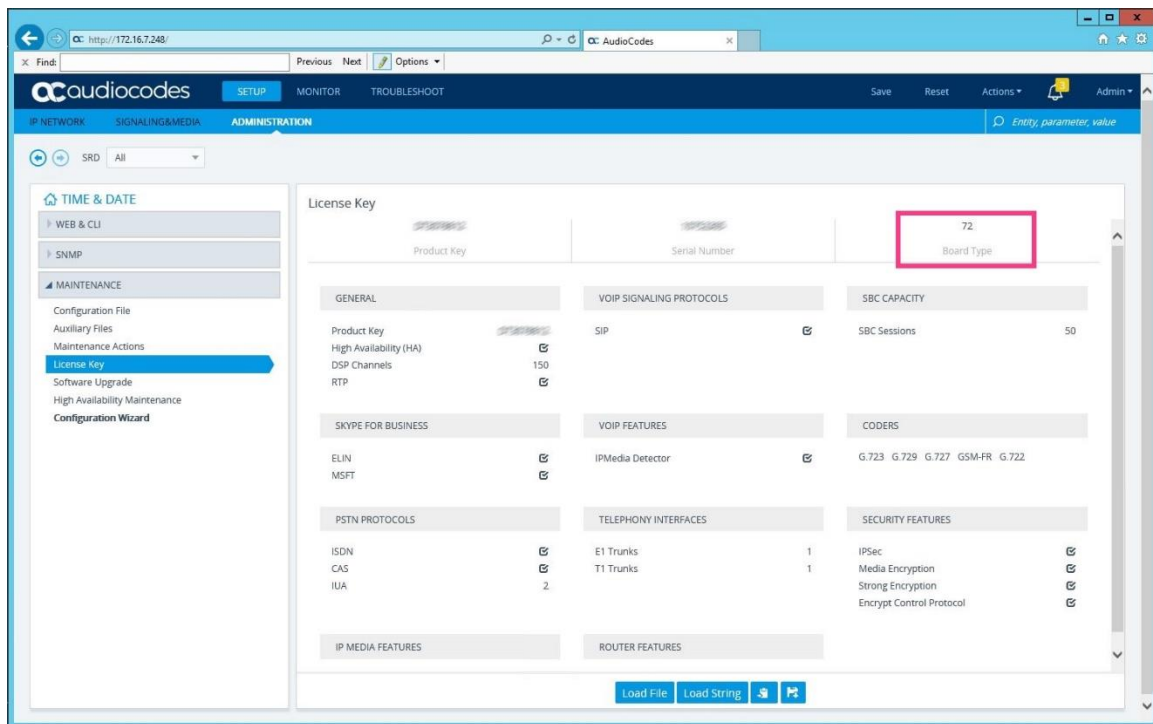 http://172.16.7.248/
AudioCodes
Find:
Previous Next Options
audiocodes
SETUP MONITOR TROUBLESHOOT
Save Reset Actions 3 Admin
IP NETWORK SIGNALING&MEDIA ADMINISTRATION
Entity, parameter, value
SRD All
TIME & DATE
WEB & CLI
SNMP
MAINTENANCE
Configuration File
Auxiliary Files
Maintenance Actions
License Key
Software Upgrade
High Availability Maintenance
Configuration Wizard
License Key
72
Product Key Serial Number Board Type
GENERAL
Product Key
High Availability (HA)
DSP Channels 150
RTP
VOIP SIGNALING PROTOCOLS
SIP
SBC CAPACITY
SBC Sessions 50
SKYPE FOR BUSINESS
ELIN
MSFT
VOIP FEATURES
IPMedia Detector
CODERS
G.723 G.729 G.727 GSM-FR G.722
PSTN PROTOCOLS
ISDN
CAS
IUA 2
TELEPHONY INTERFACES
E1 Trunks 1
T1 Trunks 1
SECURITY FEATURES
IPSec
Media Encryption
Strong Encryption
Encrypt Control Protocol
IP MEDIA FEATURES
ROUTER FEATURES
Load File Load String